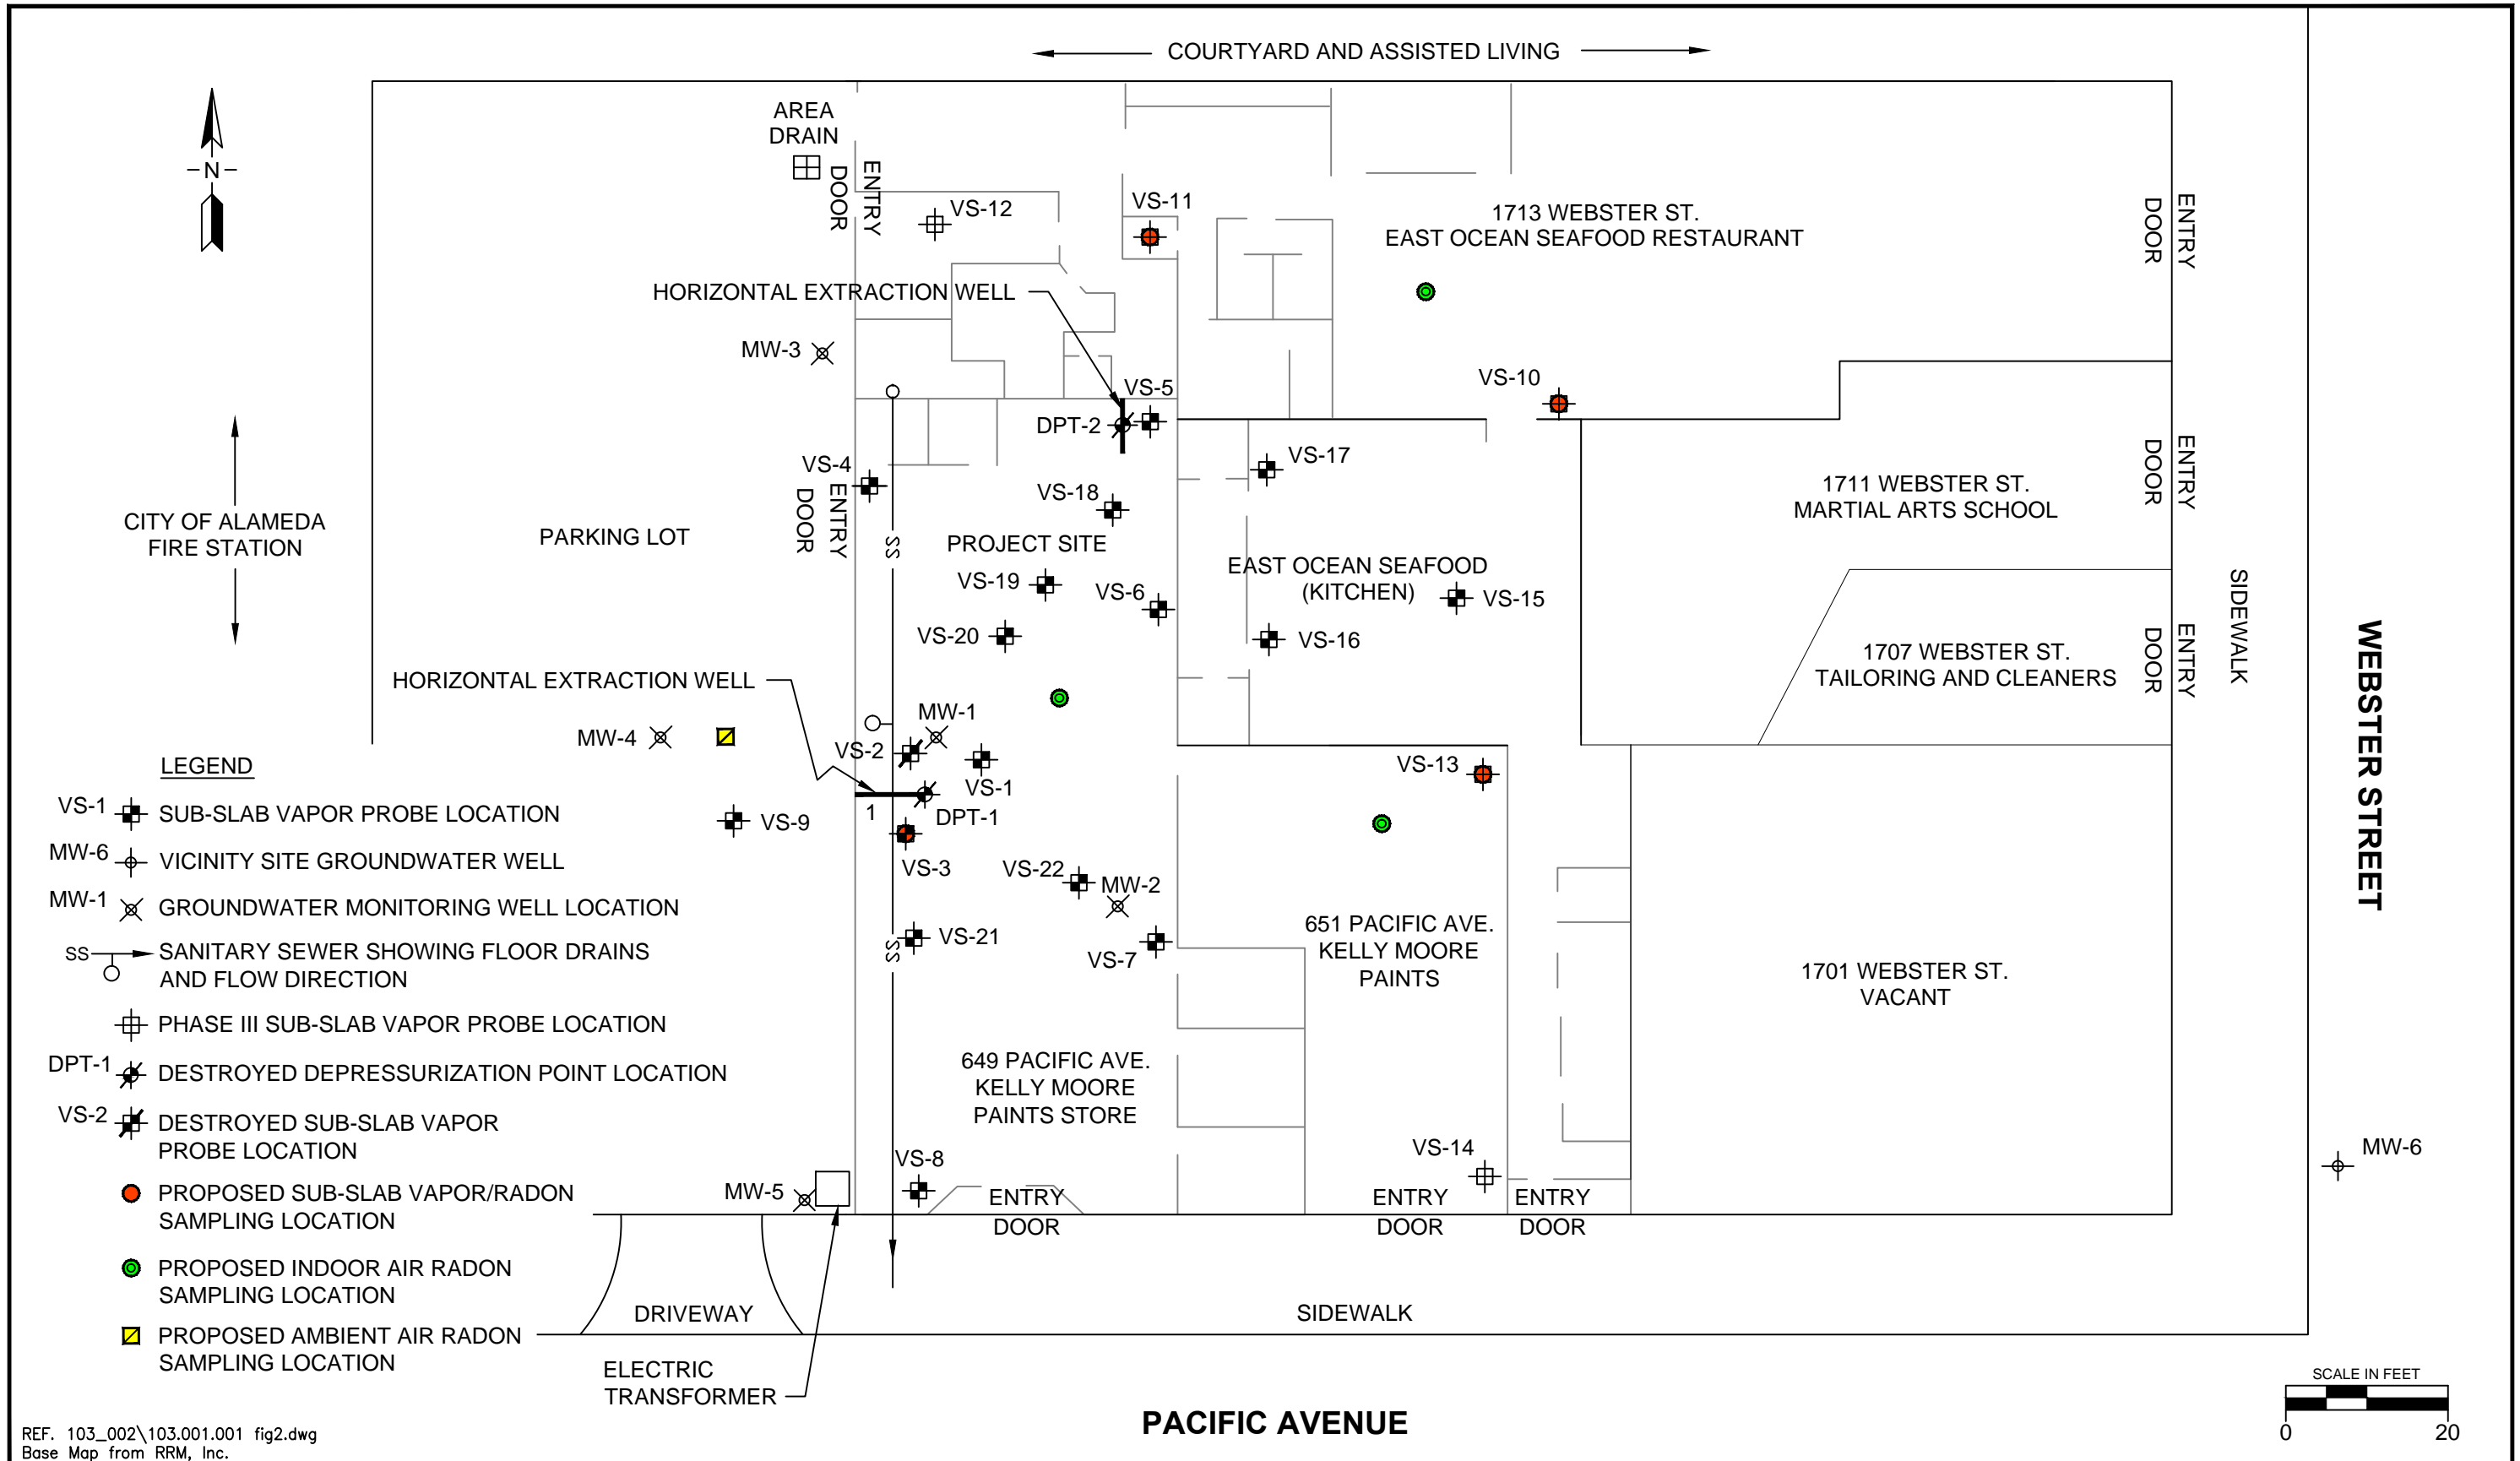 COURTYARD AND ASSISTED LIVING
N
AREA
DRAIN
ENTRY
DOOR
VS-12
VS-11
1713 WEBSTER ST.
EAST OCEAN SEAFOOD RESTAURANT
ENTRY
DOOR
HORIZONTAL EXTRACTION WELL
MW-3
VS-5
VS-10
DPT-2
VS-4
ENTRY
DOOR
VS-17
VS-18
1711 WEBSTER ST.
MARTIAL ARTS SCHOOL
ENTRY
DOOR
CITY OF ALAMEDA
FIRE STATION
PARKING LOT
SS
PROJECT SITE
VS-19
VS-6
EAST OCEAN SEAFOOD
(KITCHEN)
VS-15
VS-20
VS-16
1707 WEBSTER ST.
TAILORING AND CLEANERS
ENTRY
DOOR
SIDEWALK
WEBSTER STREET
HORIZONTAL EXTRACTION WELL
MW-1
MW-4
VS-2
VS-1
VS-13
1
DPT-1
VS-9
VS-3
VS-22
MW-2
VS-21
SS
VS-7
651 PACIFIC AVE.
KELLY MOORE
PAINTS
1701 WEBSTER ST.
VACANT
649 PACIFIC AVE.
KELLY MOORE
PAINTS STORE
VS-14
MW-6
VS-8
MW-5
ENTRY
DOOR
ENTRY
DOOR
ENTRY
DOOR
DRIVEWAY
SIDEWALK
ELECTRIC
TRANSFORMER
PACIFIC AVENUE
LEGEND
VS-1 SUB-SLAB VAPOR PROBE LOCATION
MW-6 VICINITY SITE GROUNDWATER WELL
MW-1 GROUNDWATER MONITORING WELL LOCATION
SS SANITARY SEWER SHOWING FLOOR DRAINS
AND FLOW DIRECTION
PHASE III SUB-SLAB VAPOR PROBE LOCATION
DPT-1 DESTROYED DEPRESSURIZATION POINT LOCATION
VS-2 DESTROYED SUB-SLAB VAPOR
PROBE LOCATION
PROPOSED SUB-SLAB VAPOR/RADON
SAMPLING LOCATION
PROPOSED INDOOR AIR RADON
SAMPLING LOCATION
PROPOSED AMBIENT AIR RADON
SAMPLING LOCATION
SCALE IN FEET
0 20
REF. 103_002\103.001.001 fig2.dwg
Base Map from RRM, Inc.